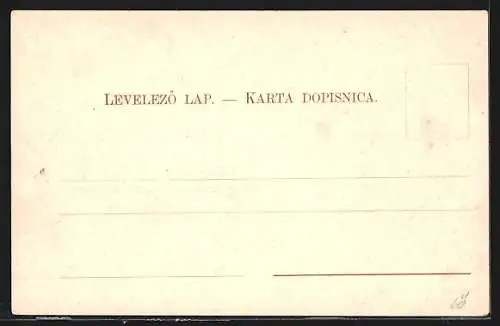 LEVELEZŐ LAP. — KARTA DOPISNICA.